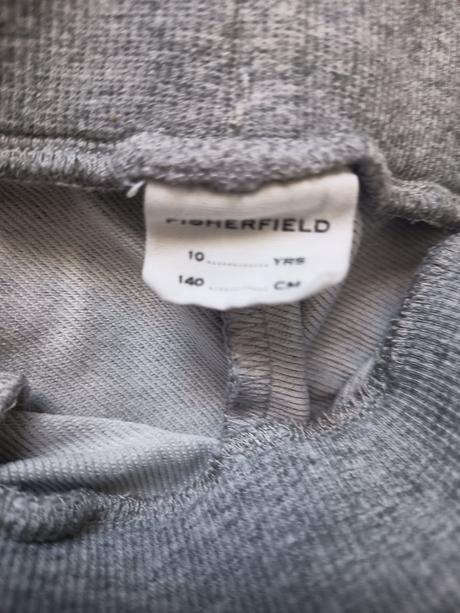 FISHERFIELD
10 ............ YRS
140 ............ CM